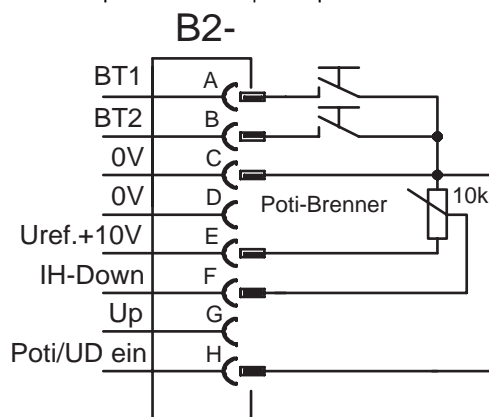 B2-
BT1 A
BT2 B
0V C
0V D Poti-Brenner 10k
Uref.+10V E
IH-Down F
Up G
Poti/UD ein H